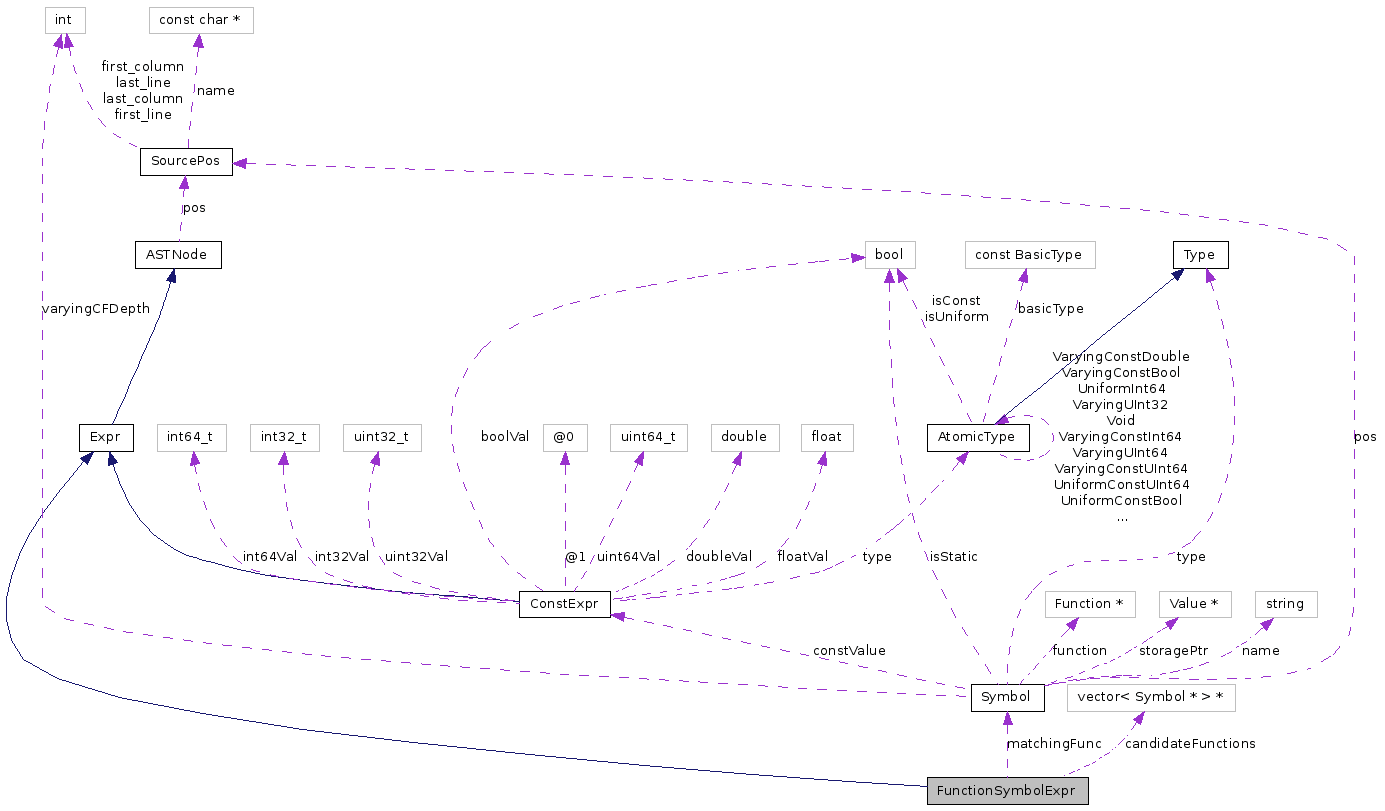 int
const char *
first_column
last_line
last_column
first_line
name
SourcePos
pos
ASTNode
bool
const BasicType
Type
varyingCFDepth
isConst
isUniform
basicType
VaryingConstDouble
VaryingConstBool
UniformInt64
VaryingUInt32
Void
VaryingConstInt64
VaryingUInt64
VaryingConstUInt64
UniformConstUInt64
UniformConstBool
...
Expr
int64_t
int32_t
uint32_t
boolVal
@0
uint64_t
double
float
AtomicType
pos
int64Val
int32Val
uint32Val
@1
uint64Val
doubleVal
floatVal
type
isStatic
type
ConstExpr
Function *
Value *
string
constValue
function
storagePtr
name
Symbol
vector< Symbol * > *
matchingFunc
candidateFunctions
FunctionSymbolExpr